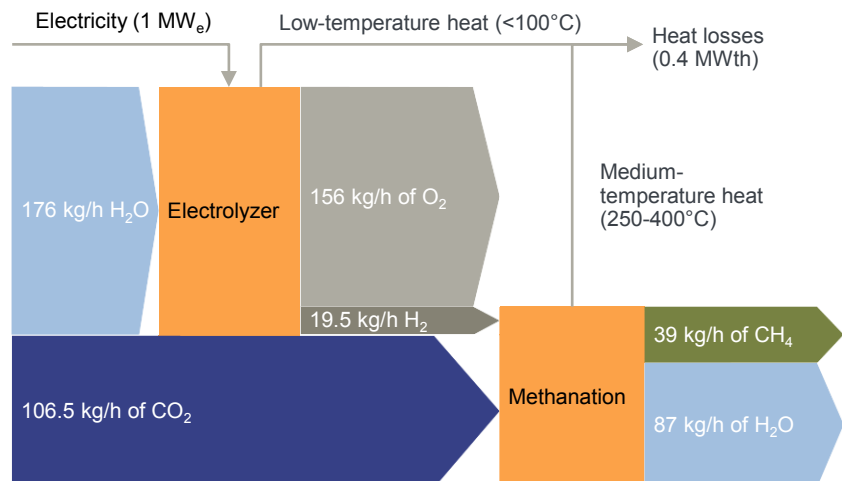 Electricity (1 MWₑ)
Low-temperature heat (<100°C)
Heat losses
(0.4 MWth)
Medium-
temperature heat
(250-400°C)
176 kg/h H₂O
Electrolyzer
156 kg/h of O₂
19.5 kg/h H₂
106.5 kg/h of CO₂
Methanation
39 kg/h of CH₄
87 kg/h of H₂O